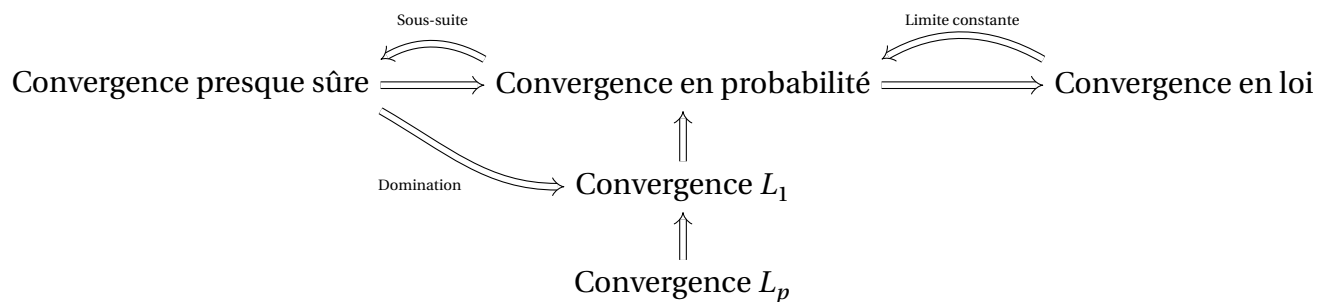 Sous-suite
Limite constante
Convergence presque sûre
Convergence en probabilité
Convergence en loi
Domination
Convergence L₁
Convergence Lₚ